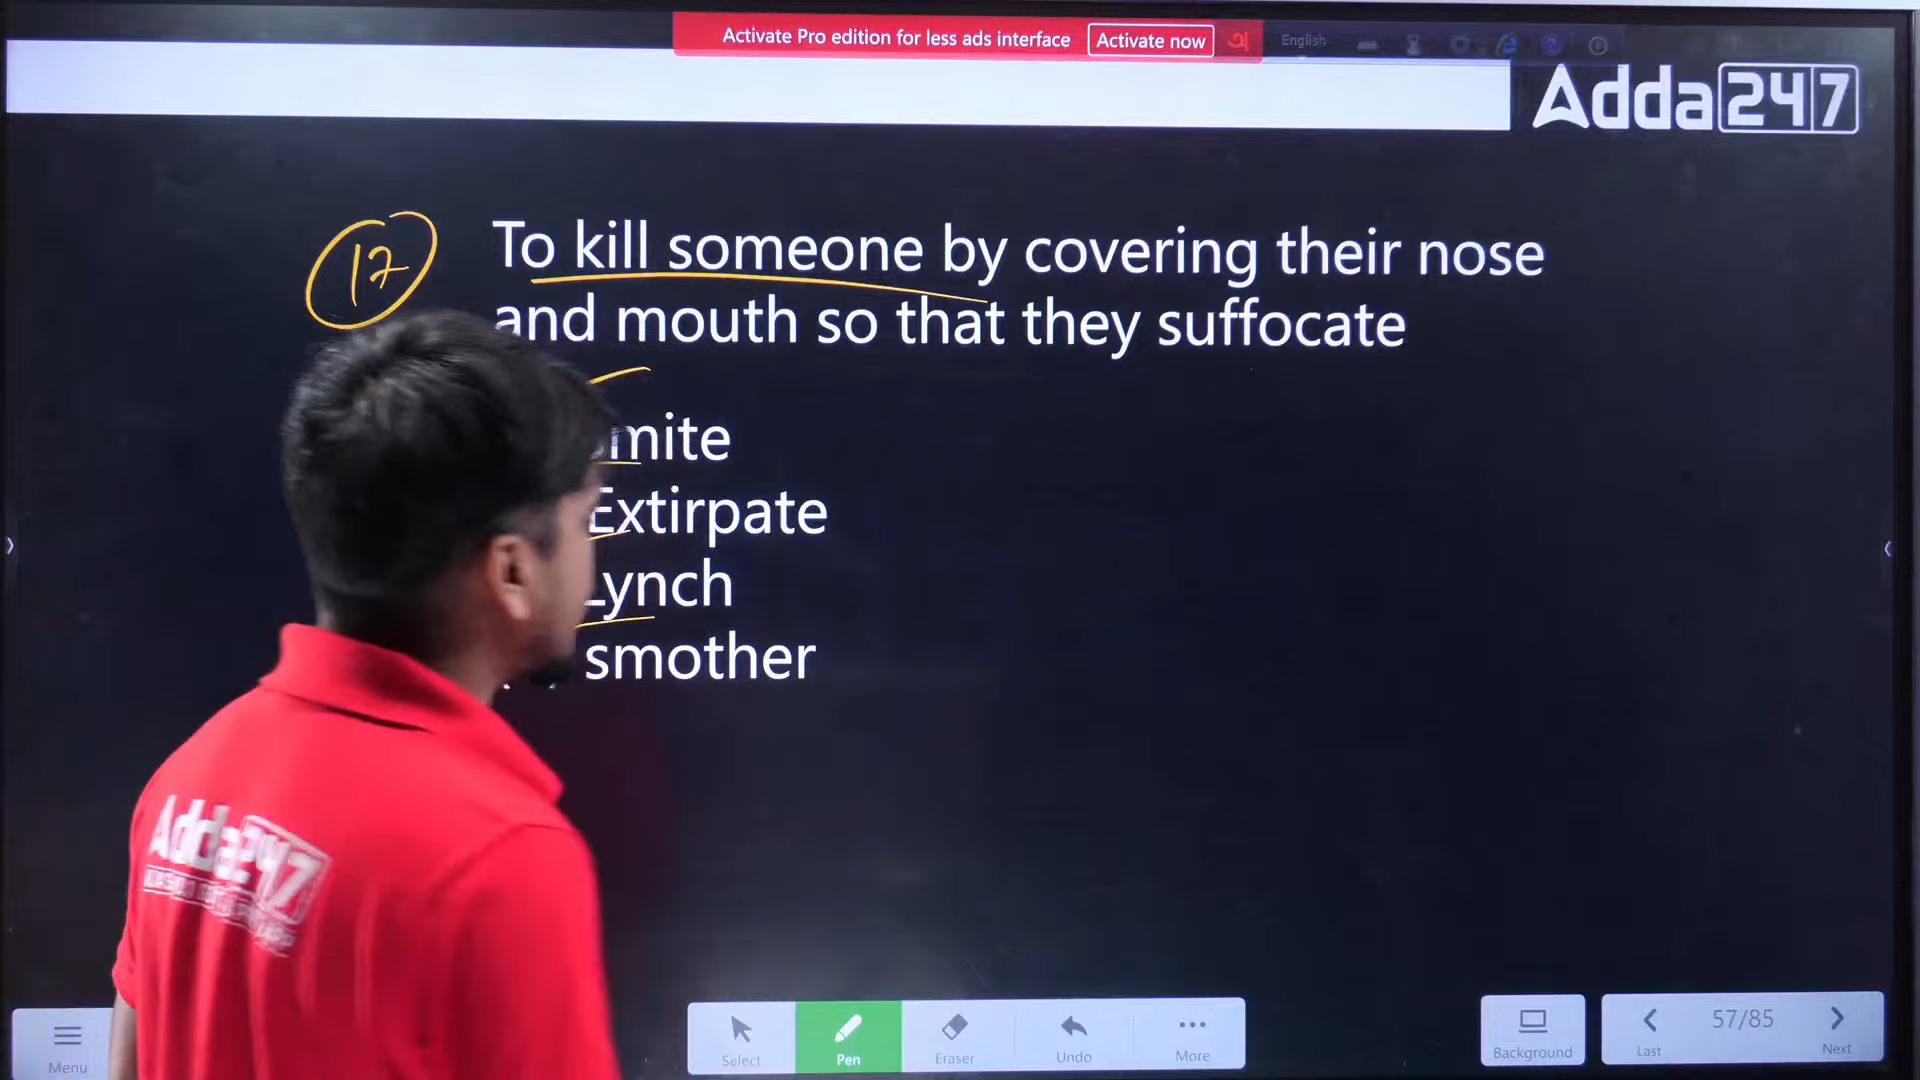 Activate Pro edition for less ads interface Activate now English
Adda247
17 To kill someone by covering their nose
and mouth so that they suffocate
mite
Extirpate
Lynch
smother
Adda247
Menu
Select
Pen
Eraser
Undo
More
Background
Last
57/85
Next